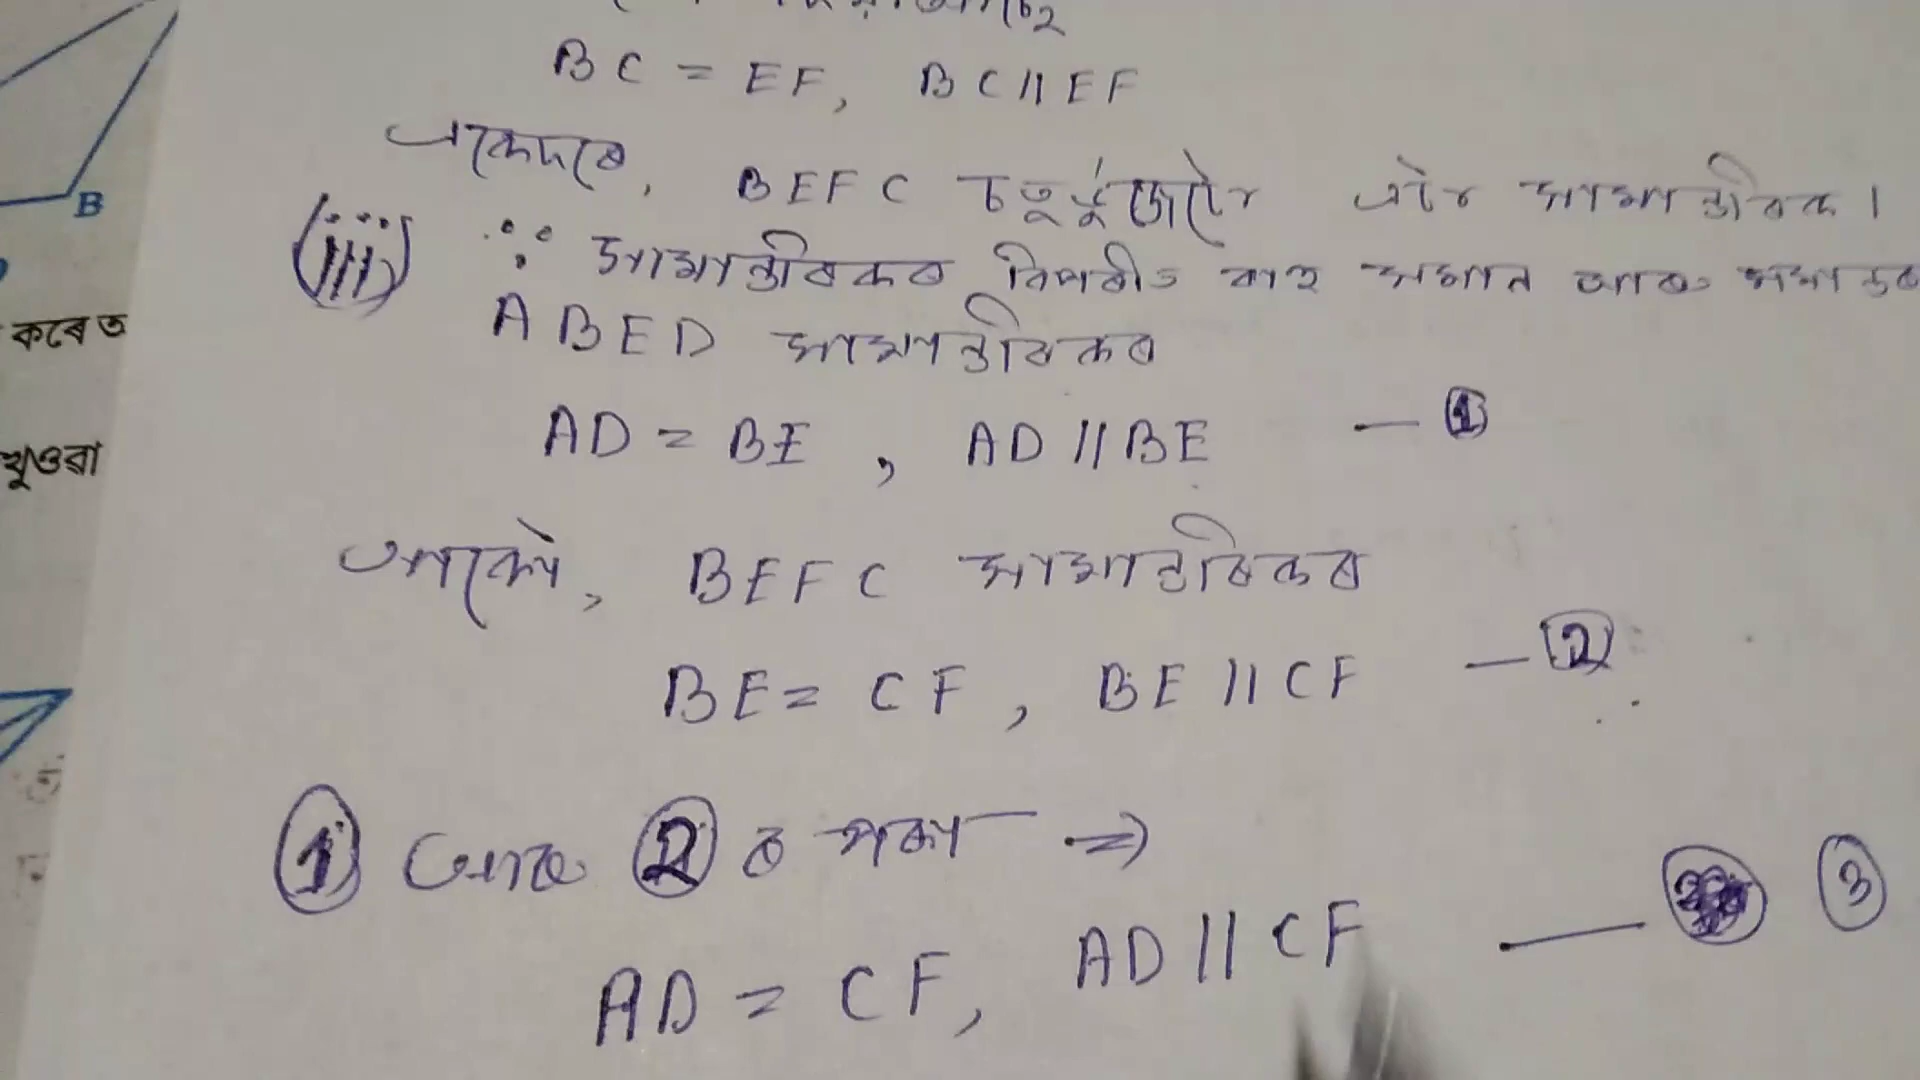 BC = EF, BC || EF
একেদৰে, BEFC চতুৰ্ভুজটোৰ এটাৰ সামান্তৰিক।
B
(iii) ∵ সামান্তৰিকৰ বিপৰীত বাহু সমান আৰু সমান্তৰ
কৰে ত
ABED সামান্তৰিকৰ
AD = BE , AD || BE — 1
খুওৱা
আকৌ, BEFC সামান্তৰিকৰ
BE = CF , BE || CF — 2
1 আৰু 2 ৰ পৰা ⇒
AD = CF, AD || CF — 3